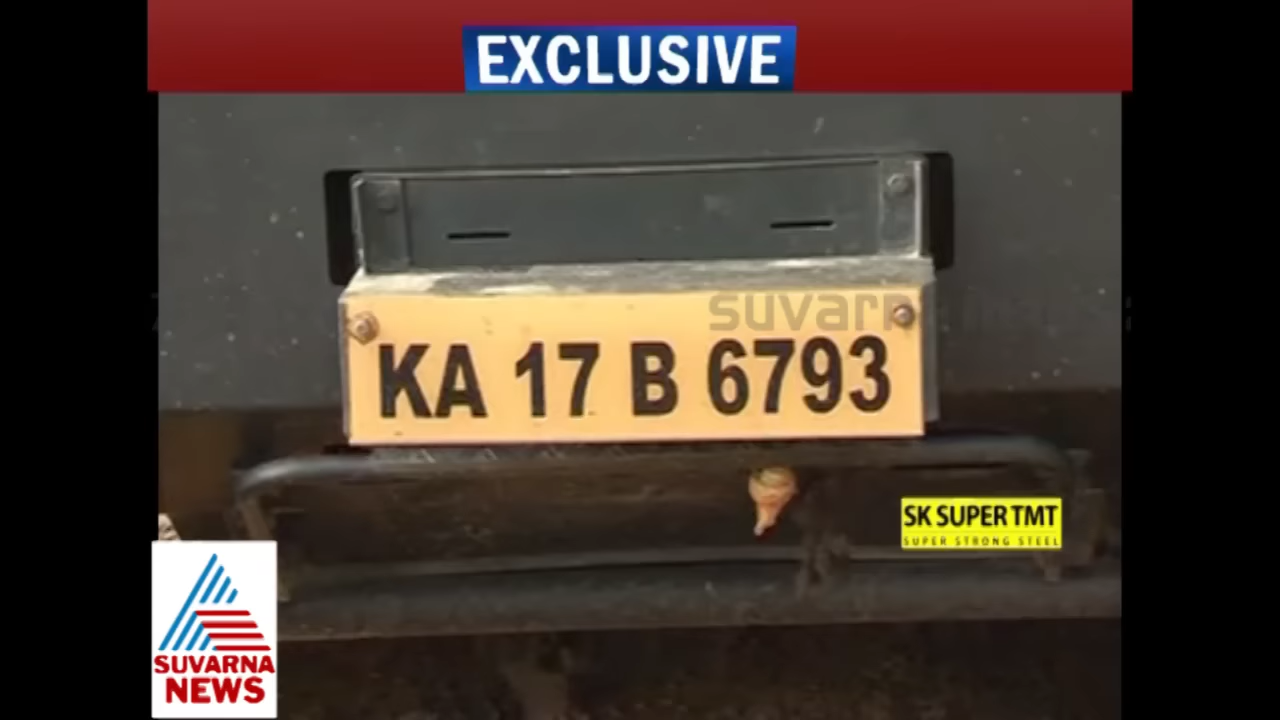 EXCLUSIVE
suvarna
KA 17 B 6793
SK SUPER TMT
SUPER STRONG STEEL
SUVARNA
NEWS